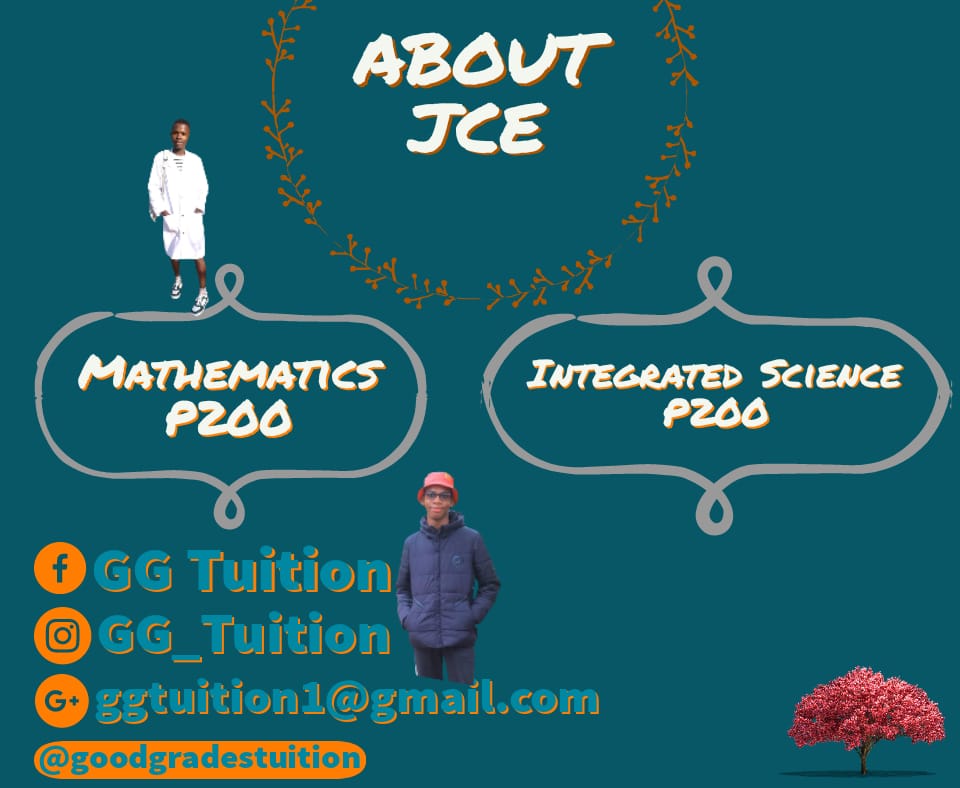 ABOUT
JCE
MATHEMATICS
P200
INTEGRATED SCIENCE
P200
GG Tuition
GG_Tuition
ggtuition1@gmail.com
@goodgradestuition